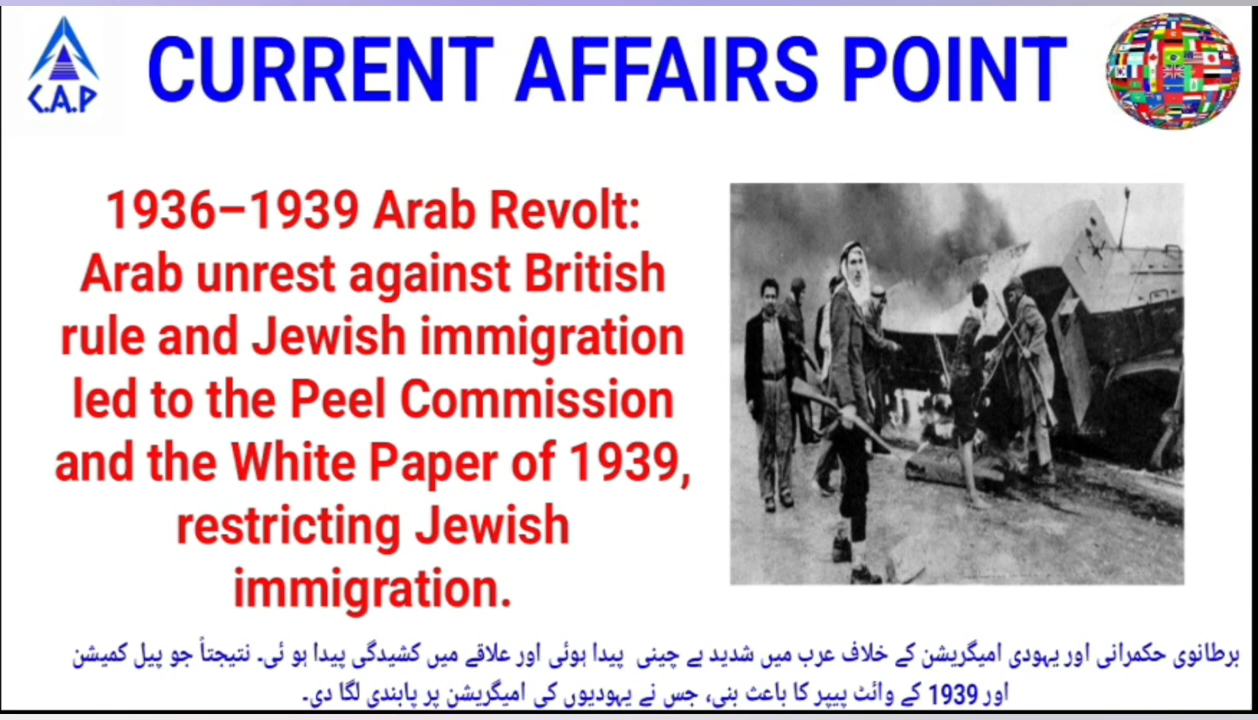 C.A.P
CURRENT AFFAIRS POINT
1936–1939 Arab Revolt:
Arab unrest against British
rule and Jewish immigration
led to the Peel Commission
and the White Paper of 1939,
restricting Jewish
immigration.
برطانوی حکمرانی اور یہودی امیگریشن کے خلاف عرب میں شدید بے چینی پیدا ہوئی اور علاقے میں کشیدگی پیدا ہو ئی۔ نتیجتاً جو پیل کمیشن
اور 1939 کے وائٹ پیپر کا باعث بنی، جس نے یہودیوں کی امیگریشن پر پابندی لگا دی۔